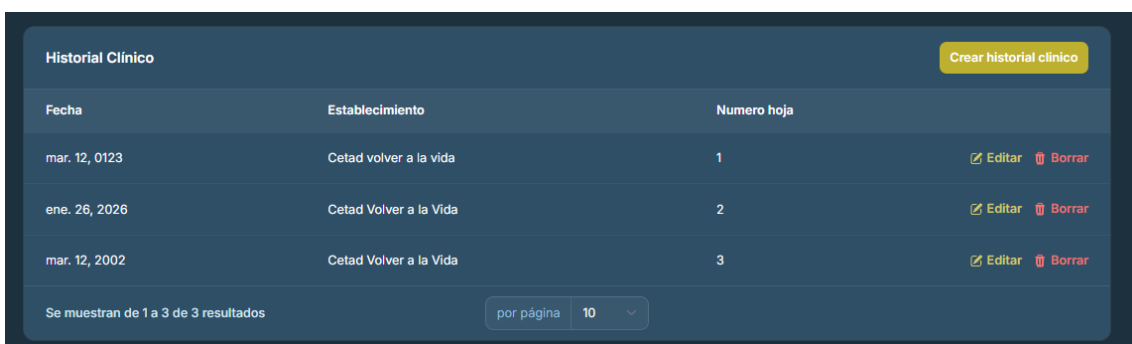 Historial Clínico Crear historial clinico
Fecha Establecimiento Numero hoja
mar. 12, 0123 Cetad volver a la vida 1 Editar Borrar
ene. 26, 2026 Cetad Volver a la Vida 2 Editar Borrar
mar. 12, 2002 Cetad Volver a la Vida 3 Editar Borrar
Se muestran de 1 a 3 de 3 resultados por página 10